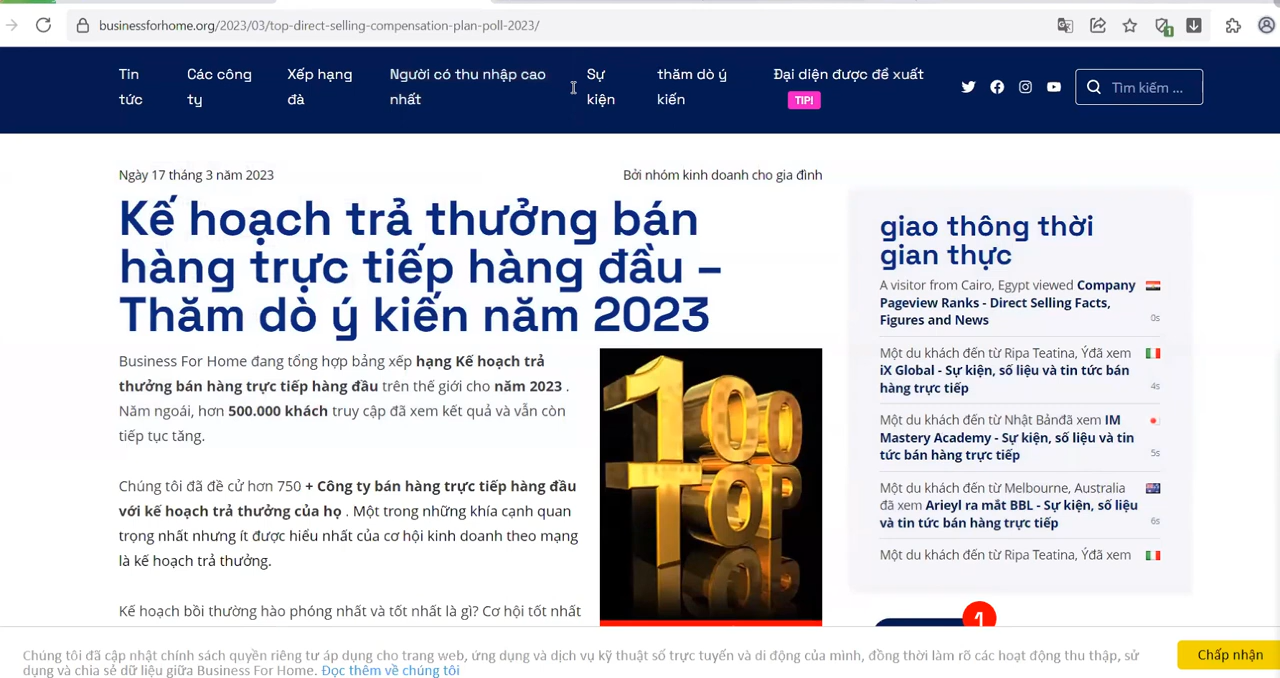 businessforhome.org/2023/03/top-direct-selling-compensation-plan-poll-2023/
1
Tin tức
Các công ty
Xếp hạng đà
Người có thu nhập cao nhất
Sự kiện
thăm dò ý kiến
Đại diện được đề xuất
TIPI
Tìm kiếm ...
Ngày 17 tháng 3 năm 2023
Bởi nhóm kinh doanh cho gia đình
Kế hoạch trả thưởng bán
hàng trực tiếp hàng đầu –
Thăm dò ý kiến năm 2023
Business For Home đang tổng hợp bảng xếp hạng Kế hoạch trả
thưởng bán hàng trực tiếp hàng đầu trên thế giới cho năm 2023 .
Năm ngoái, hơn 500.000 khách truy cập đã xem kết quả và vẫn còn
tiếp tục tăng.
Chúng tôi đã đề cử hơn 750 + Công ty bán hàng trực tiếp hàng đầu
với kế hoạch trả thưởng của họ . Một trong những khía cạnh quan
trọng nhất nhưng ít được hiểu nhất của cơ hội kinh doanh theo mạng
là kế hoạch trả thưởng.
Kế hoạch bồi thường hào phóng nhất và tốt nhất là gì? Cơ hội tốt nhất
100
TOP
giao thông thời
gian thực
A visitor from Cairo, Egypt viewed Company
Pageview Ranks - Direct Selling Facts,
Figures and News
0s
Một du khách đến từ Ripa Teatina, Ýđã xem
iX Global - Sự kiện, số liệu và tin tức bán
hàng trực tiếp
4s
Một du khách đến từ Nhật Bảnđã xem IM
Mastery Academy - Sự kiện, số liệu và tin
tức bán hàng trực tiếp
5s
Một du khách đến từ Melbourne, Australia
đã xem Arieyl ra mắt BBL - Sự kiện, số liệu
và tin tức bán hàng trực tiếp
6s
Một du khách đến từ Ripa Teatina, Ýđã xem
1
Chúng tôi đã cập nhật chính sách quyền riêng tư áp dụng cho trang web, ứng dụng và dịch vụ kỹ thuật số trực tuyến và di động của mình, đồng thời làm rõ các hoạt động thu thập, sử
dụng và chia sẻ dữ liệu giữa Business For Home. Đọc thêm về chúng tôi
Chấp nhận